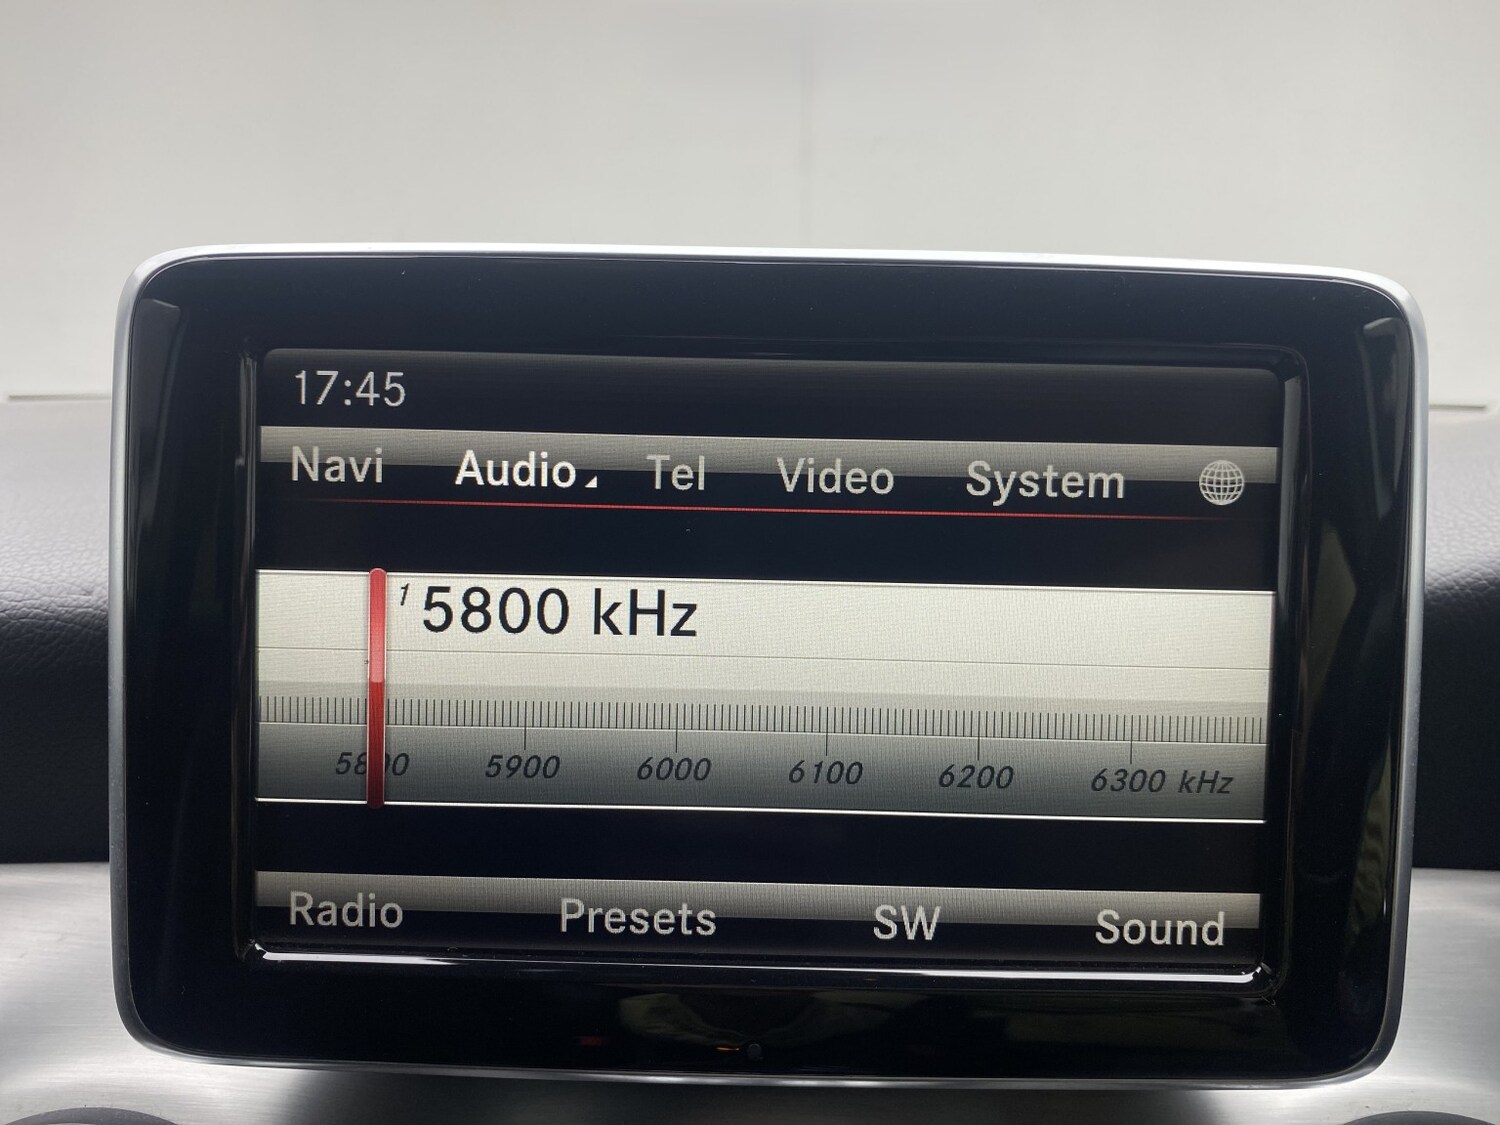 17:45
Navi Audio Tel Video System
1 5800 kHz
5800 5900 6000 6100 6200 6300 kHz
Radio Presets SW Sound